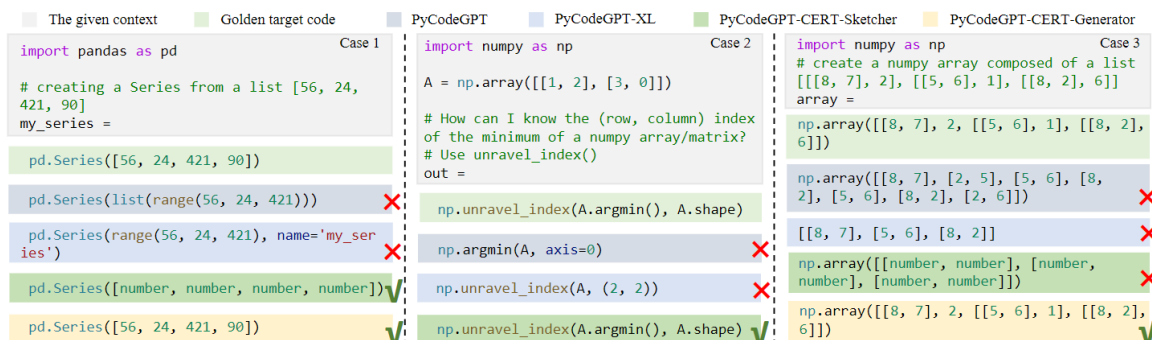 The given context
Golden target code
PyCodeGPT
PyCodeGPT-XL
PyCodeGPT-CERT-Sketcher
PyCodeGPT-CERT-Generator
Case 1
import pandas as pd
# creating a Series from a list [56, 24,
421, 90]
my_series =
pd.Series([56, 24, 421, 90])
pd.Series(list(range(56, 24, 421)))
pd.Series(range(56, 24, 421), name='my_ser
ies')
pd.Series([number, number, number, number])
pd.Series([56, 24, 421, 90])
Case 2
import numpy as np
A = np.array([[1, 2], [3, 0]])
# How can I know the (row, column) index
of the minimum of a numpy array/matrix?
# Use unravel_index()
out =
np.unravel_index(A.argmin(), A.shape)
np.argmin(A, axis=0)
np.unravel_index(A, (2, 2))
np.unravel_index(A.argmin(), A.shape)
Case 3
import numpy as np
# create a numpy array composed of a list
[[[8, 7], 2], [[5, 6], 1], [[8, 2], 6]]
array =
np.array([[8, 7], 2, [[5, 6], 1], [[8, 2],
6]])
np.array([[8, 7], [2, 5], [5, 6], [8,
2], [5, 6], [8, 2], [2, 6]])
[[8, 7], [5, 6], [8, 2]]
np.array([[number, number], [number,
number], [number, number]])
np.array([[8, 7], 2, [[5, 6], 1], [[8, 2],
6]])